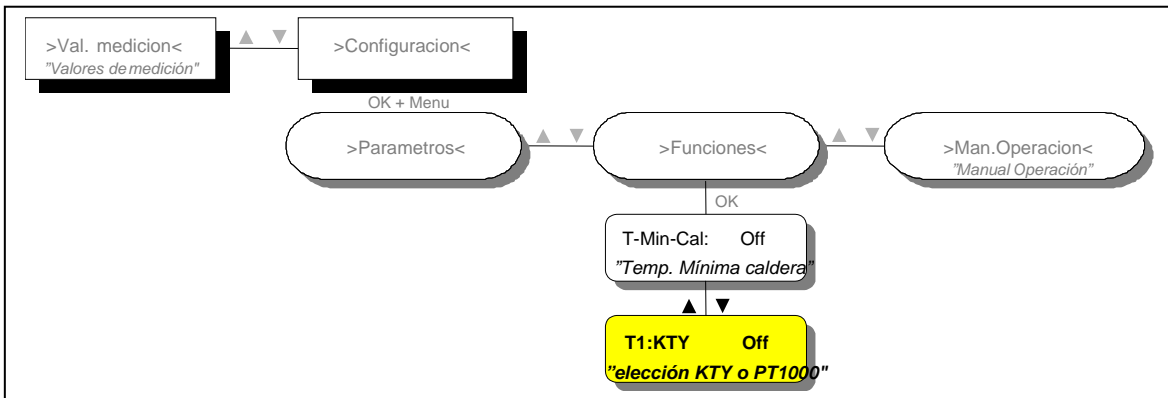 >Val. medicion<
"Valores de medición"
▲ ▼
>Configuracion<
OK + Menu
>Parametros<
▲ ▼
>Funciones<
▲ ▼
>Man.Operacion<
"Manual Operación"
OK
T-Min-Cal: Off
"Temp. Mínima caldera"
▲ ▼
T1:KTY Off
"elección KTY o PT1000"